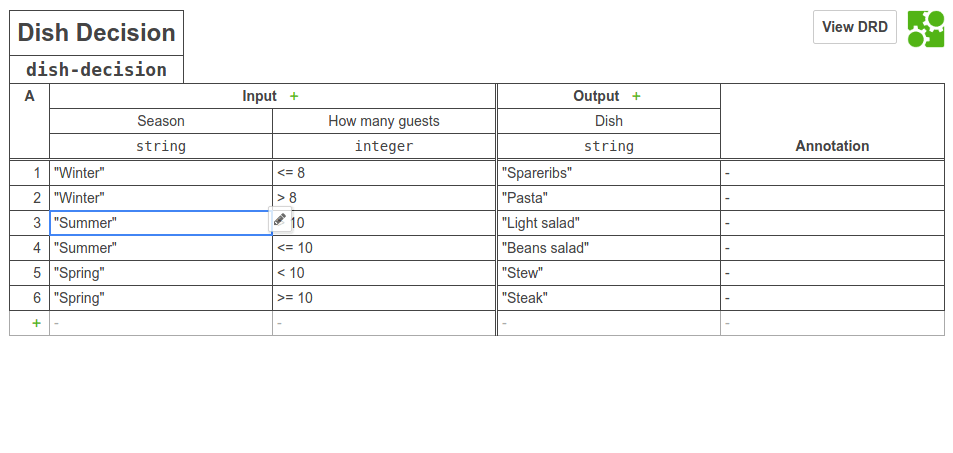 Dish Decision
View DRD
dish-decision
A Input + Output +
Season How many guests Dish
string integer string Annotation
1 "Winter" <= 8 "Spareribs" -
2 "Winter" > 8 "Pasta" -
3 "Summer" 10 "Light salad" -
4 "Summer" <= 10 "Beans salad" -
5 "Spring" < 10 "Stew" -
6 "Spring" >= 10 "Steak" -
+ - - - -